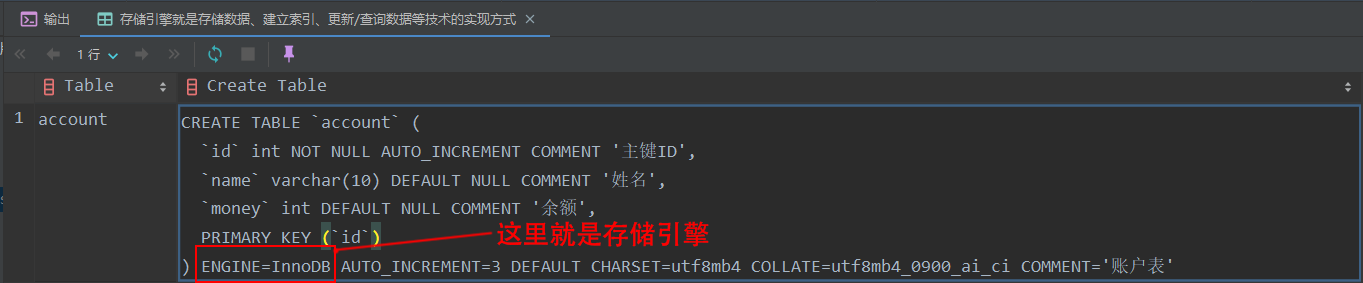 输出 存储引擎就是存储数据、建立索引、更新/查询数据等技术的实现方式
1 行
Table Create Table
1 account CREATE TABLE `account` (
`id` int NOT NULL AUTO_INCREMENT COMMENT '主键ID',
`name` varchar(10) DEFAULT NULL COMMENT '姓名',
`money` int DEFAULT NULL COMMENT '余额',
PRIMARY KEY (`id`) 这里就是存储引擎
) ENGINE=InnoDB AUTO_INCREMENT=3 DEFAULT CHARSET=utf8mb4 COLLATE=utf8mb4_0900_ai_ci COMMENT='账户表'